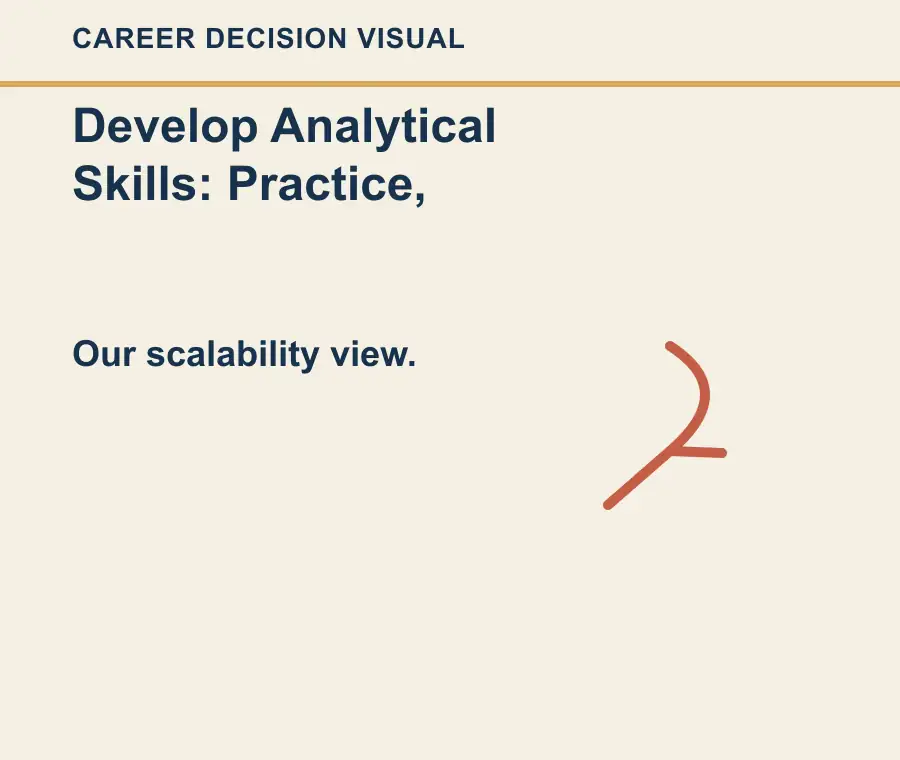 CAREER DECISION VISUAL
Develop Analytical
Skills: Practice,
Our scalability view.